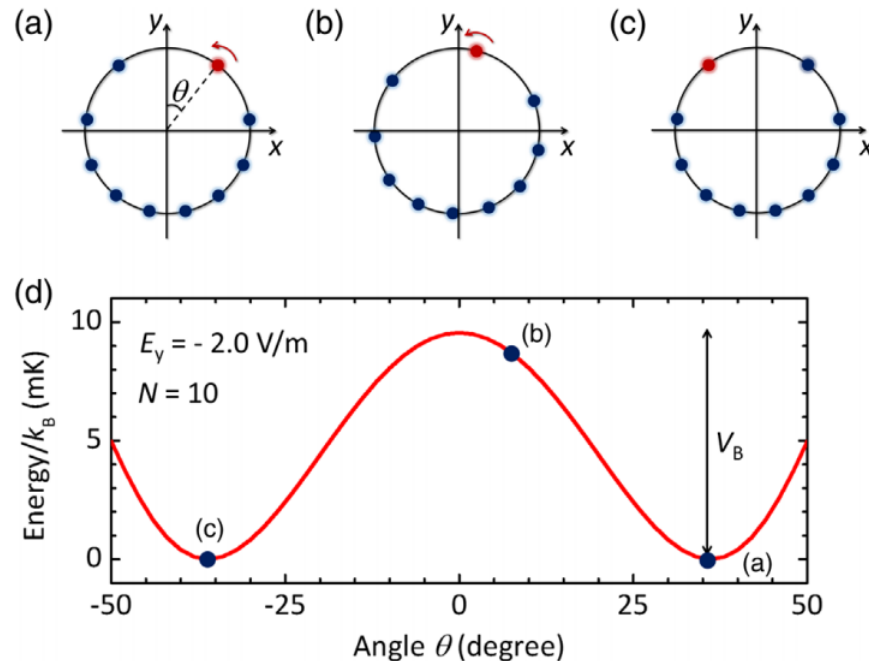 (a) (b) (c)
y y y
θ
x x x
(d)
10
E_y = - 2.0 V/m
N = 10
(b)
Energy/k_B (mK)
5
V_B
(c)
(a)
0
-50 -25 0 25 50
Angle θ (degree)